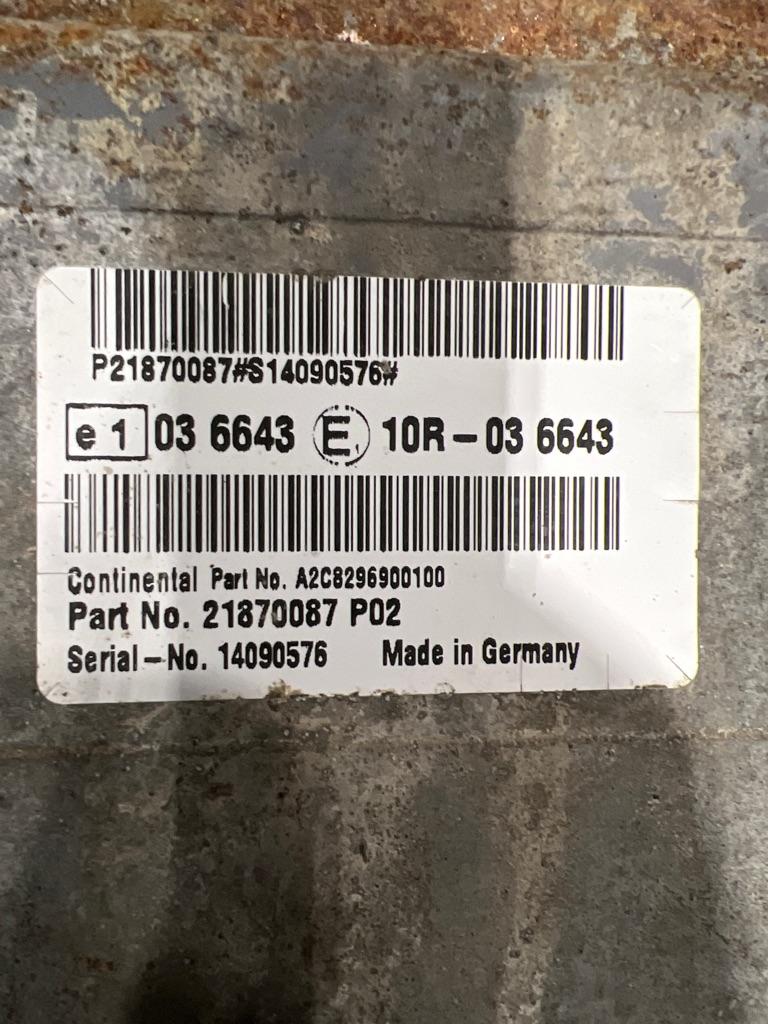 P21870087#S14090576#
e 1 03 6643 E1 10R-03 6643
Continental Part No. A2C8296900100
Part No. 21870087 P02
Serial-No. 14090576 Made in Germany